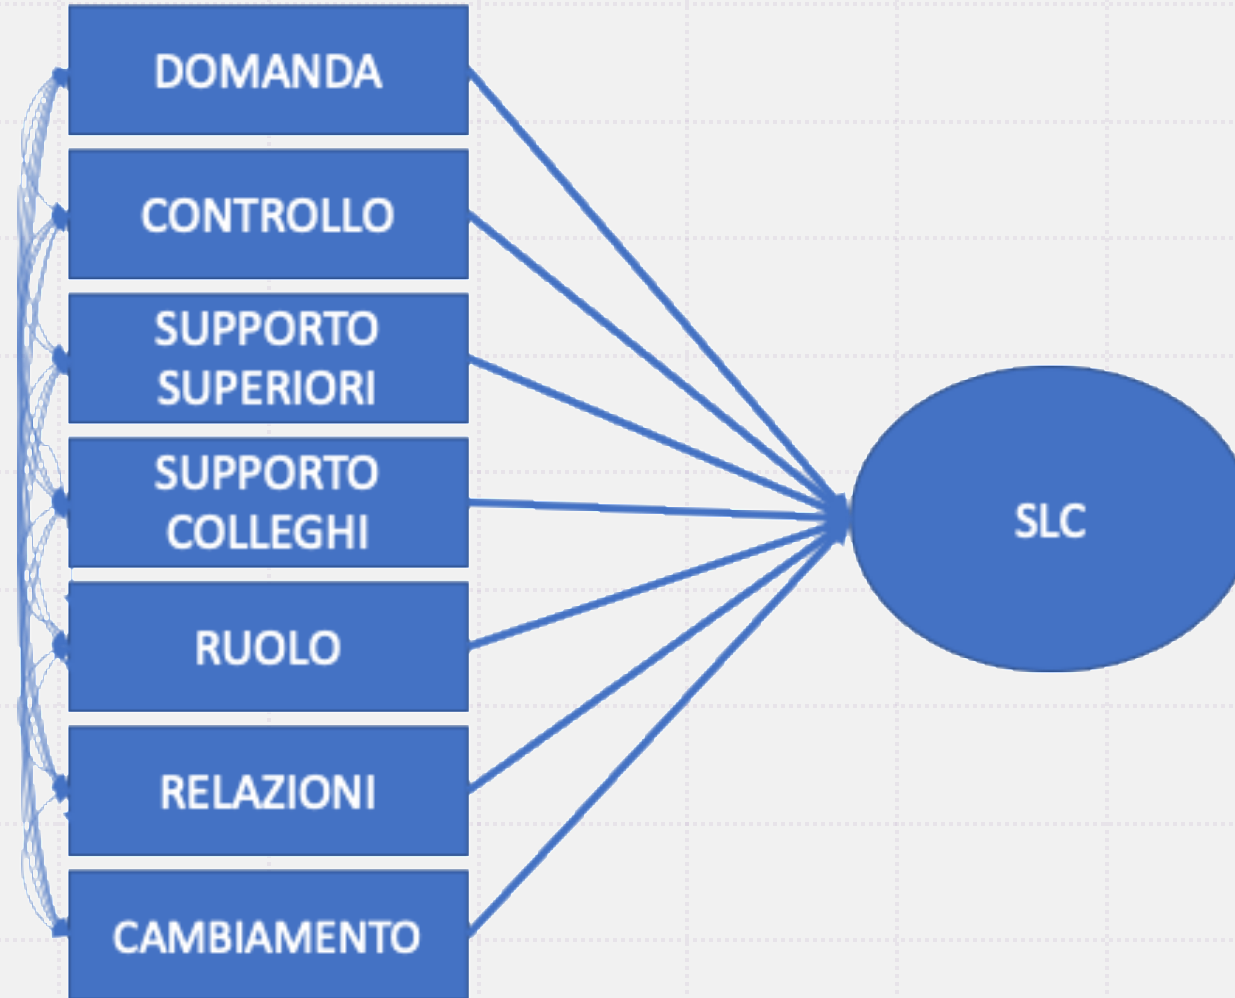 DOMANDA
CONTROLLO
SUPPORTO
SUPERIORI
SUPPORTO
COLLEGHI
RUOLO
RELAZIONI
CAMBIAMENTO
SLC